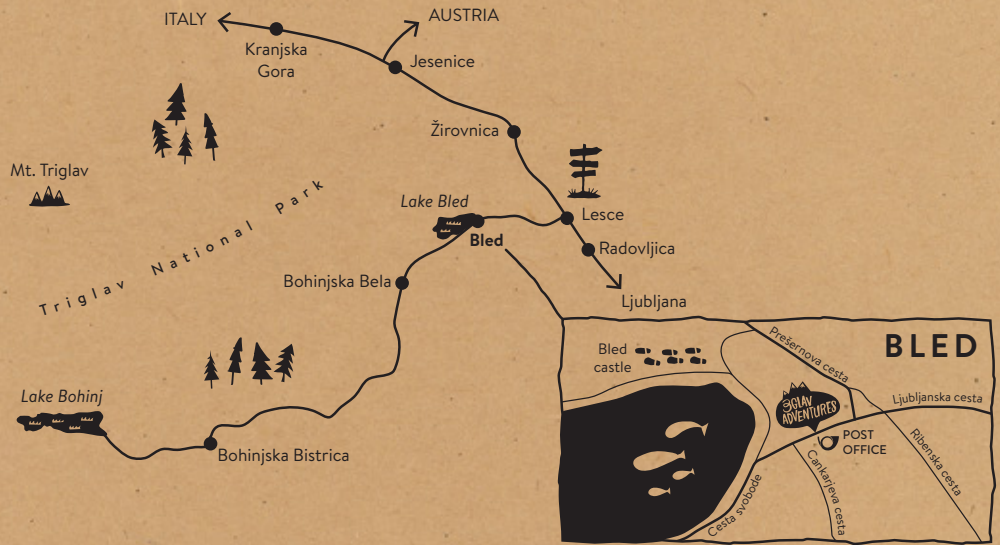 ITALY
AUSTRIA
Kranjska
Gora
Jesenice
Žirovnica
Mt. Triglav
Lake Bled
Lesce
Bled
Radovljica
Triglav National Park
Bohinjska Bela
Ljubljana
Lake Bohinj
Bohinjska Bistrica
BLED
Prešernova cesta
Bled
castle
Ljubljanska cesta
3GLAV
ADVENTURES
POST
OFFICE
Ribenska cesta
Cankarjeva cesta
Cesta svobode